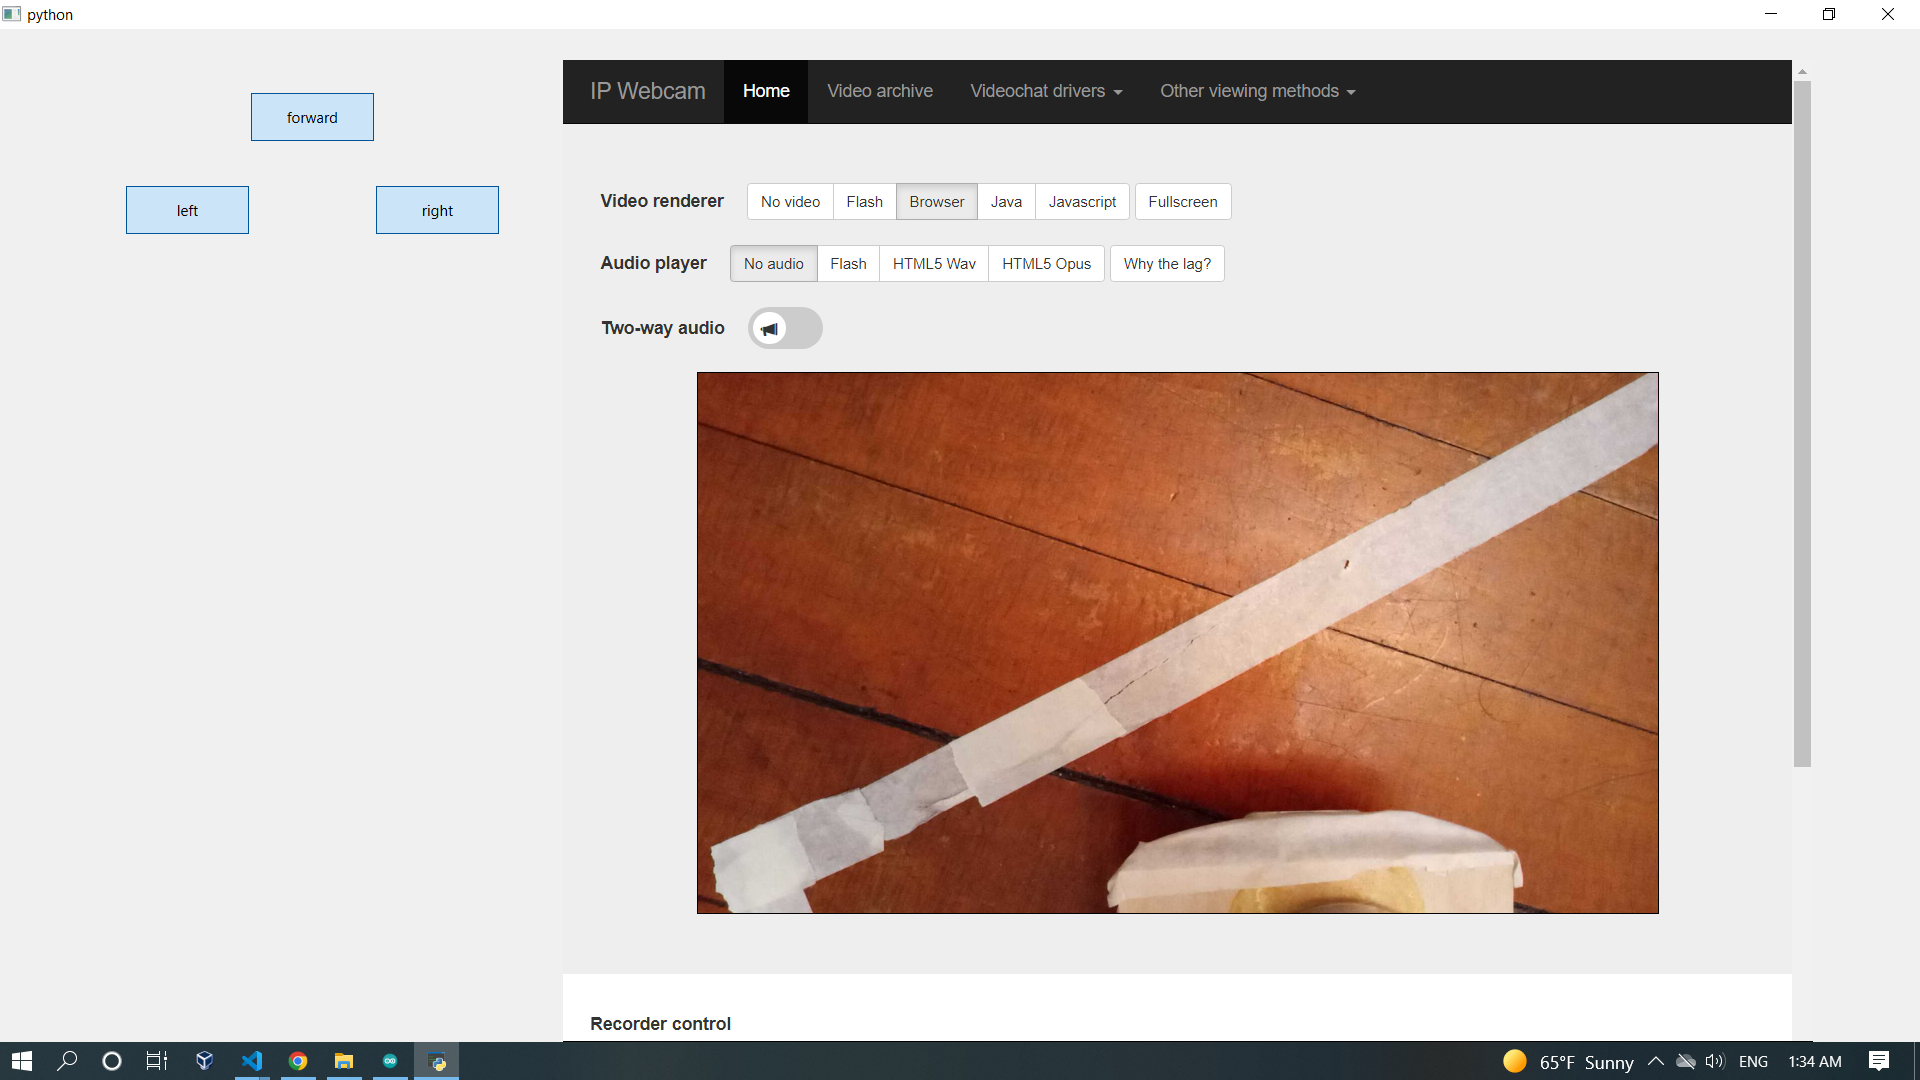 python
forward
left
right
IP Webcam Home Video archive Videochat drivers Other viewing methods
Video renderer No video Flash Browser Java Javascript Fullscreen
Audio player No audio Flash HTML5 Wav HTML5 Opus Why the lag?
Two-way audio
Recorder control
65°F Sunny ENG 1:34 AM